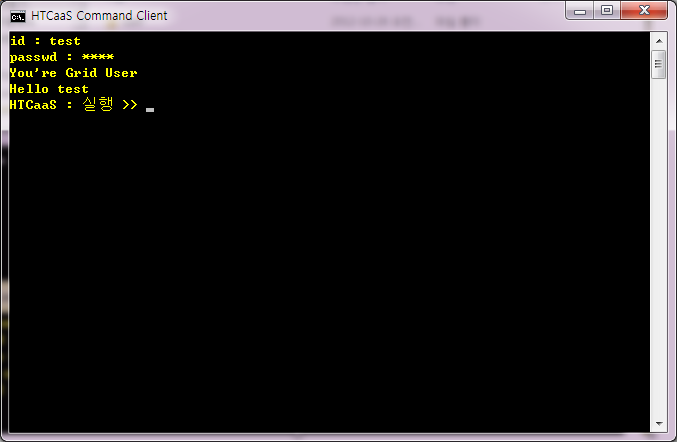 HTCaaS Command Client
id : test
passwd : ****
You're Grid User
Hello test
HTCaaS : 실행 >>